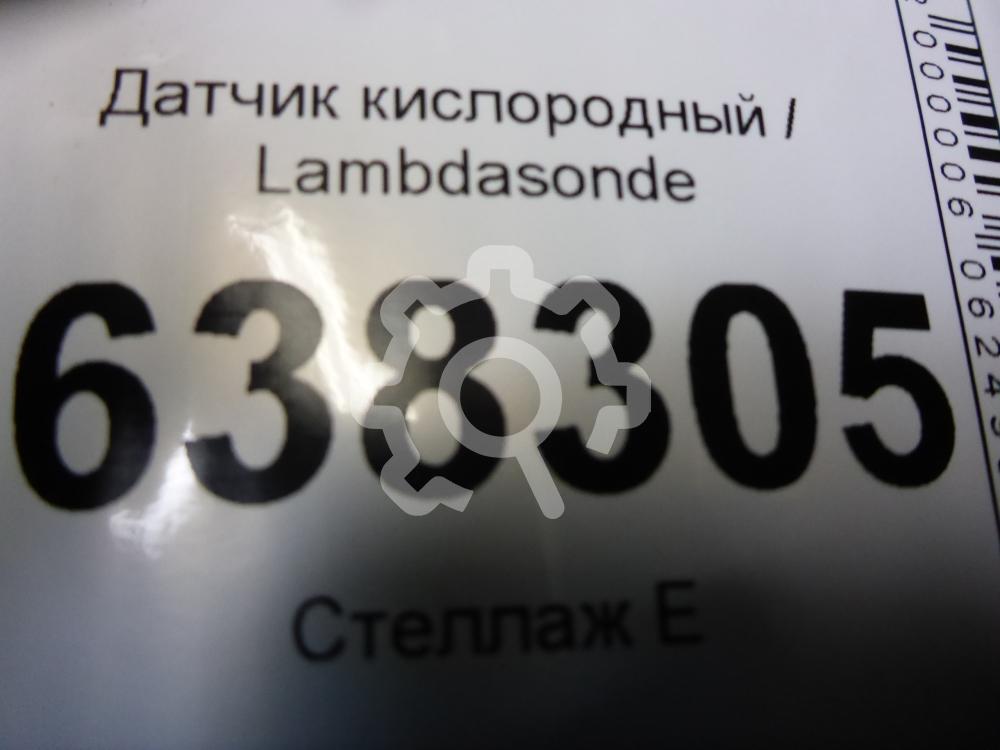 Датчик кислородный /
Lambdasonde
638305
Стеллаж Е